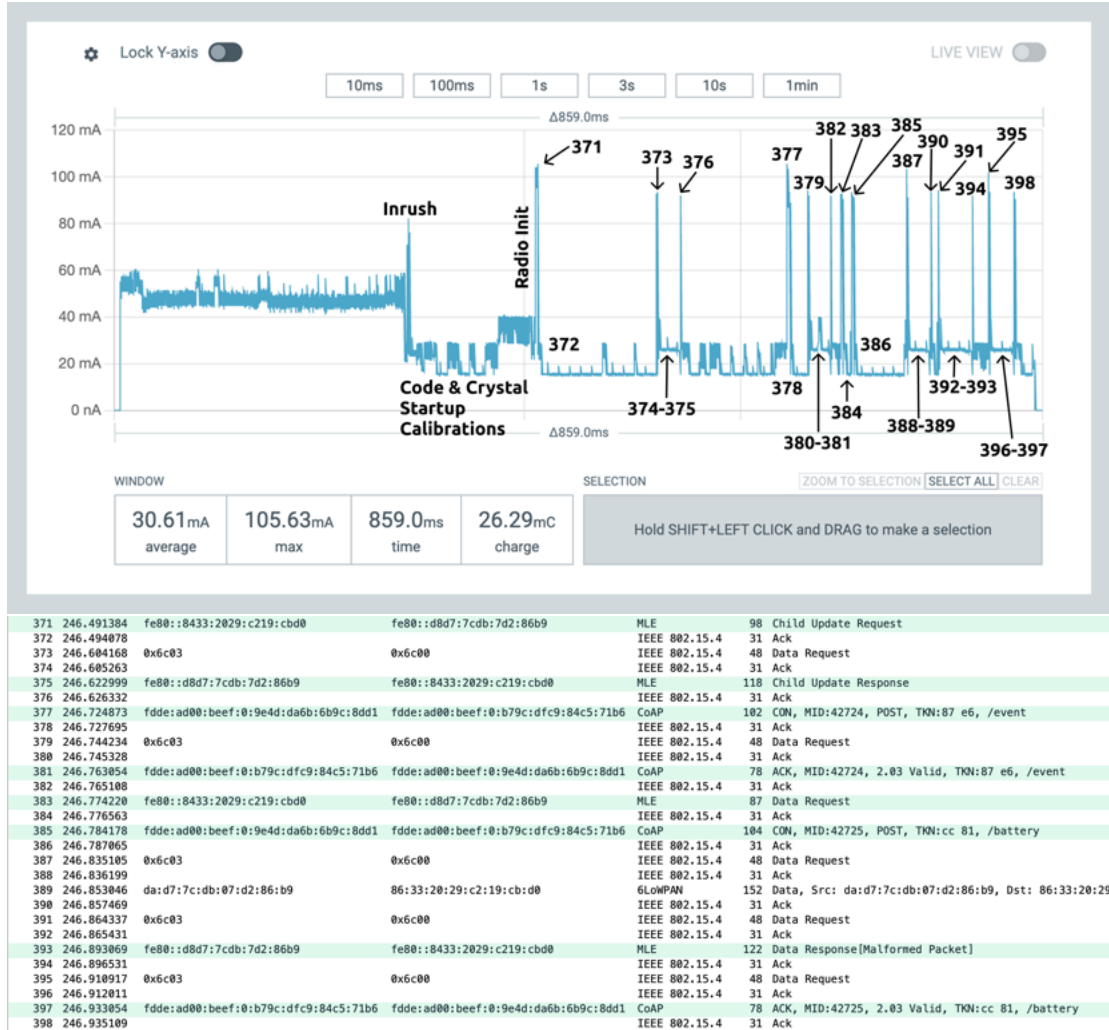 Lock Y-axis LIVE VIEW
10ms 100ms 1s 3s 10s 1min
Δ859.0ms
120 mA
100 mA
80 mA
60 mA
40 mA
20 mA
0 nA
Inrush
Radio Init
Code & Crystal
Startup
Calibrations
371
372
373
374-375
376
377
378
379
380-381
382
383
384
385
386
387
388-389
390
391
392-393
394
395
396-397
398
Δ859.0ms
WINDOW
30.61mA 105.63mA 859.0ms 26.29mC
average max time charge
SELECTION ZOOM TO SELECTION SELECT ALL CLEAR
Hold SHIFT+LEFT CLICK and DRAG to make a selection
371 246.491384 fe80::8433:2029:c219:cbd0 fe80::d8d7:7cdb:7d2:86b9 MLE 98 Child Update Request
372 246.494078 IEEE 802.15.4 31 Ack
373 246.604168 0x6c03 0x6c00 IEEE 802.15.4 48 Data Request
374 246.605263 IEEE 802.15.4 31 Ack
375 246.622999 fe80::d8d7:7cdb:7d2:86b9 fe80::8433:2029:c219:cbd0 MLE 118 Child Update Response
376 246.626332 IEEE 802.15.4 31 Ack
377 246.724873 fdde:ad00:beef:0:9e4d:da6b:6b9c:8dd1 fdde:ad00:beef:0:b79c:dfc9:84c5:71b6 CoAP 102 CON, MID:42724, POST, TKN:87 e6, /event
378 246.727695 IEEE 802.15.4 31 Ack
379 246.744234 0x6c03 0x6c00 IEEE 802.15.4 48 Data Request
380 246.745328 IEEE 802.15.4 31 Ack
381 246.763054 fdde:ad00:beef:0:b79c:dfc9:84c5:71b6 fdde:ad00:beef:0:9e4d:da6b:6b9c:8dd1 CoAP 78 ACK, MID:42724, 2.03 Valid, TKN:87 e6, /event
382 246.765108 IEEE 802.15.4 31 Ack
383 246.774220 fe80::8433:2029:c219:cbd0 fe80::d8d7:7cdb:7d2:86b9 MLE 87 Data Request
384 246.776563 IEEE 802.15.4 31 Ack
385 246.784178 fdde:ad00:beef:0:9e4d:da6b:6b9c:8dd1 fdde:ad00:beef:0:b79c:dfc9:84c5:71b6 CoAP 104 CON, MID:42725, POST, TKN:cc 81, /battery
386 246.787065 IEEE 802.15.4 31 Ack
387 246.835105 0x6c03 0x6c00 IEEE 802.15.4 48 Data Request
388 246.836199 IEEE 802.15.4 31 Ack
389 246.853046 da:d7:7c:db:07:d2:86:b9 86:33:20:29:c2:19:cb:d0 6LoWPAN 152 Data, Src: da:d7:7c:db:07:d2:86:b9, Dst: 86:33:20:29
390 246.857469 IEEE 802.15.4 31 Ack
391 246.864337 0x6c03 0x6c00 IEEE 802.15.4 48 Data Request
392 246.865431 IEEE 802.15.4 31 Ack
393 246.893069 fe80::d8d7:7cdb:7d2:86b9 fe80::8433:2029:c219:cbd0 MLE 122 Data Response[Malformed Packet]
394 246.896531 IEEE 802.15.4 31 Ack
395 246.910917 0x6c03 0x6c00 IEEE 802.15.4 48 Data Request
396 246.912011 IEEE 802.15.4 31 Ack
397 246.933054 fdde:ad00:beef:0:b79c:dfc9:84c5:71b6 fdde:ad00:beef:0:9e4d:da6b:6b9c:8dd1 CoAP 78 ACK, MID:42725, 2.03 Valid, TKN:cc 81, /battery
398 246.935109 IEEE 802.15.4 31 Ack